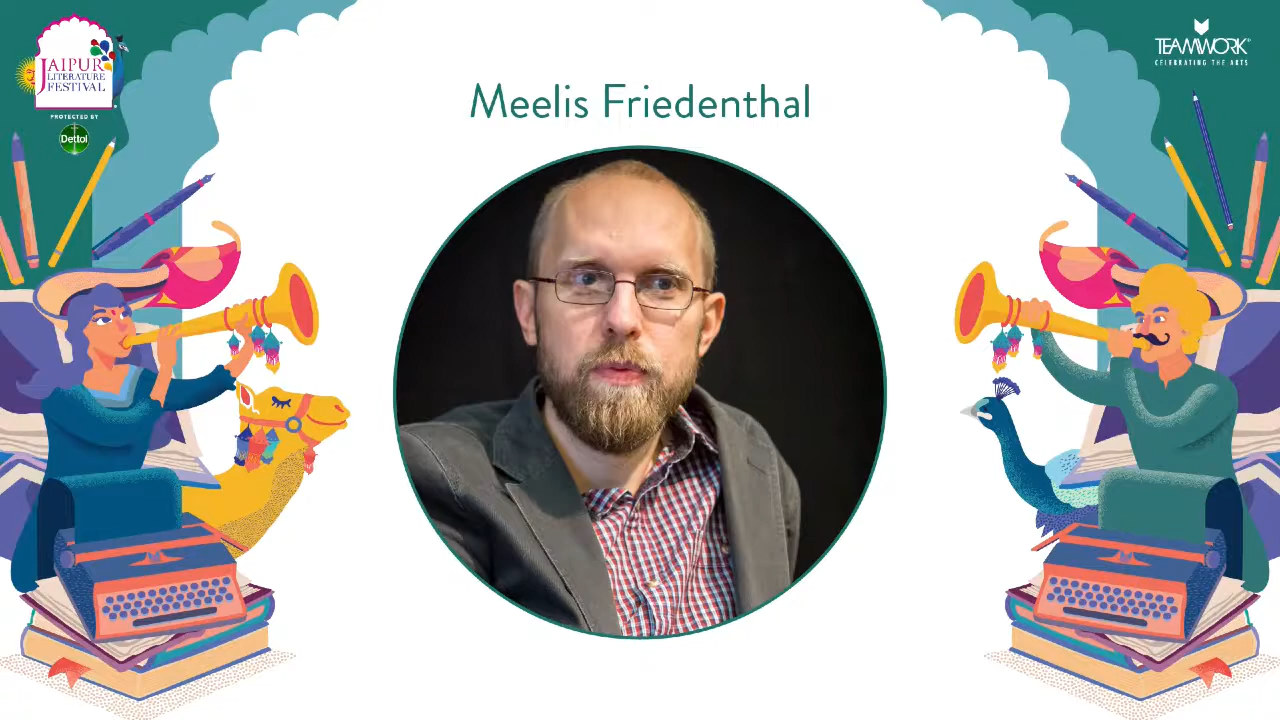 JAIPUR
LITERATURE
FESTIVAL
PROTECTED BY
Dettol
TEAMWORK
CELEBRATING THE ARTS
Meelis Friedenthal